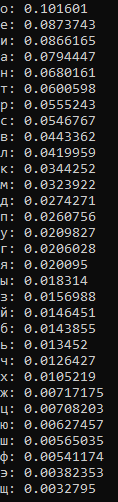 о: 0.101601
е: 0.0873743
и: 0.0866165
а: 0.0794447
н: 0.0680161
т: 0.0600598
р: 0.0555243
с: 0.0546767
в: 0.0443362
л: 0.0419959
к: 0.0344252
м: 0.0323922
д: 0.0274271
п: 0.0260756
у: 0.0209827
г: 0.0206028
я: 0.020095
ы: 0.018314
з: 0.0156988
й: 0.0146451
б: 0.0143855
ь: 0.013452
ч: 0.0126427
х: 0.0105219
ж: 0.00717175
ц: 0.00708203
ю: 0.00627457
ш: 0.00565035
ф: 0.00541174
э: 0.00382353
щ: 0.0032795